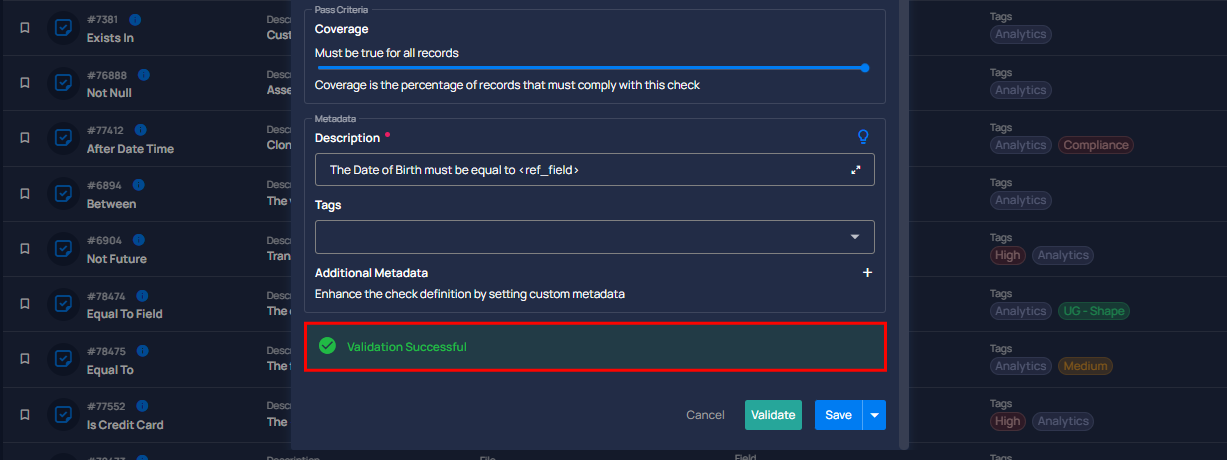 #7381
Exists In
Desc
Cust
#76888
Not Null
Desc
Asse
#77412
After Date Time
Desc
Clon
#6894
Between
Desc
The
#6904
Not Future
Desc
Tran
#78474
Equal To Field
Desc
The
#78475
Equal To
Desc
The
#77552
Is Credit Card
Desc
The
Description
File
Field
Pass Criteria
Coverage
Must be true for all records
Coverage is the percentage of records that must comply with this check
Metadata
Description *
The Date of Birth must be equal to <ref_field>
Tags
Additional Metadata +
Enhance the check definition by setting custom metadata
Validation Successful
Cancel Validate Save
Tags
Analytics
Tags
Analytics
Tags
Analytics Compliance
Tags
Analytics
Tags
High Analytics
Tags
Analytics UG - Shape
Tags
Analytics Medium
Tags
High Analytics